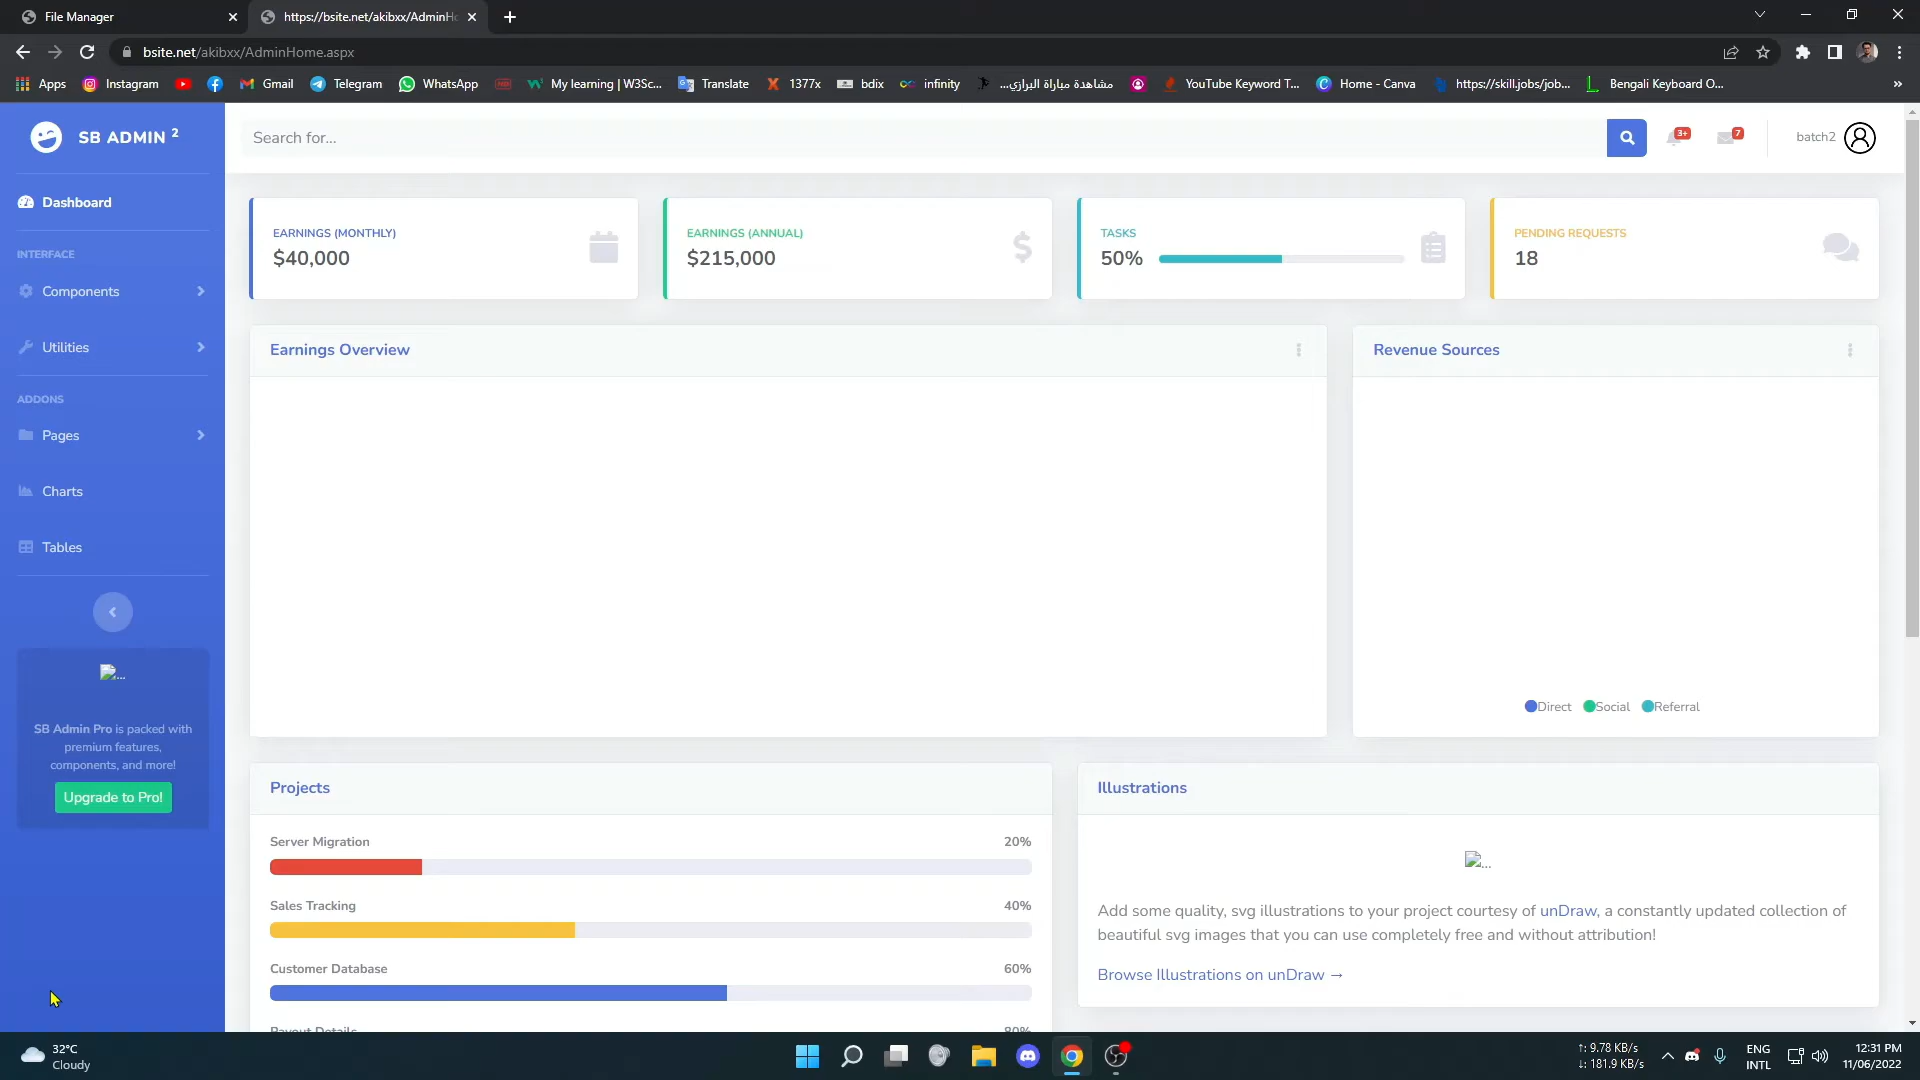 File Manager
https://bsite.net/akibxx/AdminHo
bsite.net/akibxx/AdminHome.aspx
Apps Instagram Gmail Telegram WhatsApp My learning | W3Sc... Translate 1377x bdix infinity مشاهدة مباراة البرازي... YouTube Keyword T... Home - Canva https://skill.jobs/job... Bengali Keyboard O... »
SB ADMIN 2
Search for...
3+
7
batch2
Dashboard
INTERFACE
Components
Utilities
ADDONS
Pages
Charts
Tables
...
SB Admin Pro is packed with
premium features,
components, and more!
Upgrade to Pro!
EARNINGS (MONTHLY)
$40,000
EARNINGS (ANNUAL)
$215,000
TASKS
50%
PENDING REQUESTS
18
Earnings Overview
Revenue Sources
Direct Social Referral
Projects
Server Migration 20%
Sales Tracking 40%
Customer Database 60%
Payout Details 80%
Illustrations
...
Add some quality, svg illustrations to your project courtesy of unDraw, a constantly updated collection of
beautiful svg images that you can use completely free and without attribution!
Browse Illustrations on unDraw →
32°C
Cloudy
↑: 9.78 KB/s
↓: 181.9 KB/s
ENG
INTL
12:31 PM
11/06/2022